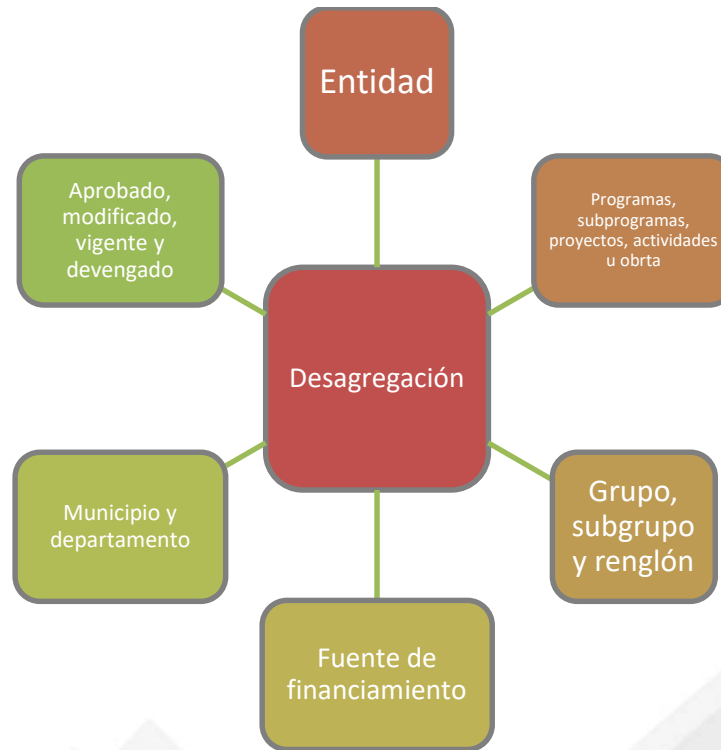 Entidad
Aprobado,
modificado,
vigente y
devengado
Programas,
subprogramas,
proyectos, actividades
u obrta
Desagregación
Municipio y
departamento
Grupo,
subgrupo
y renglón
Fuente de
financiamiento